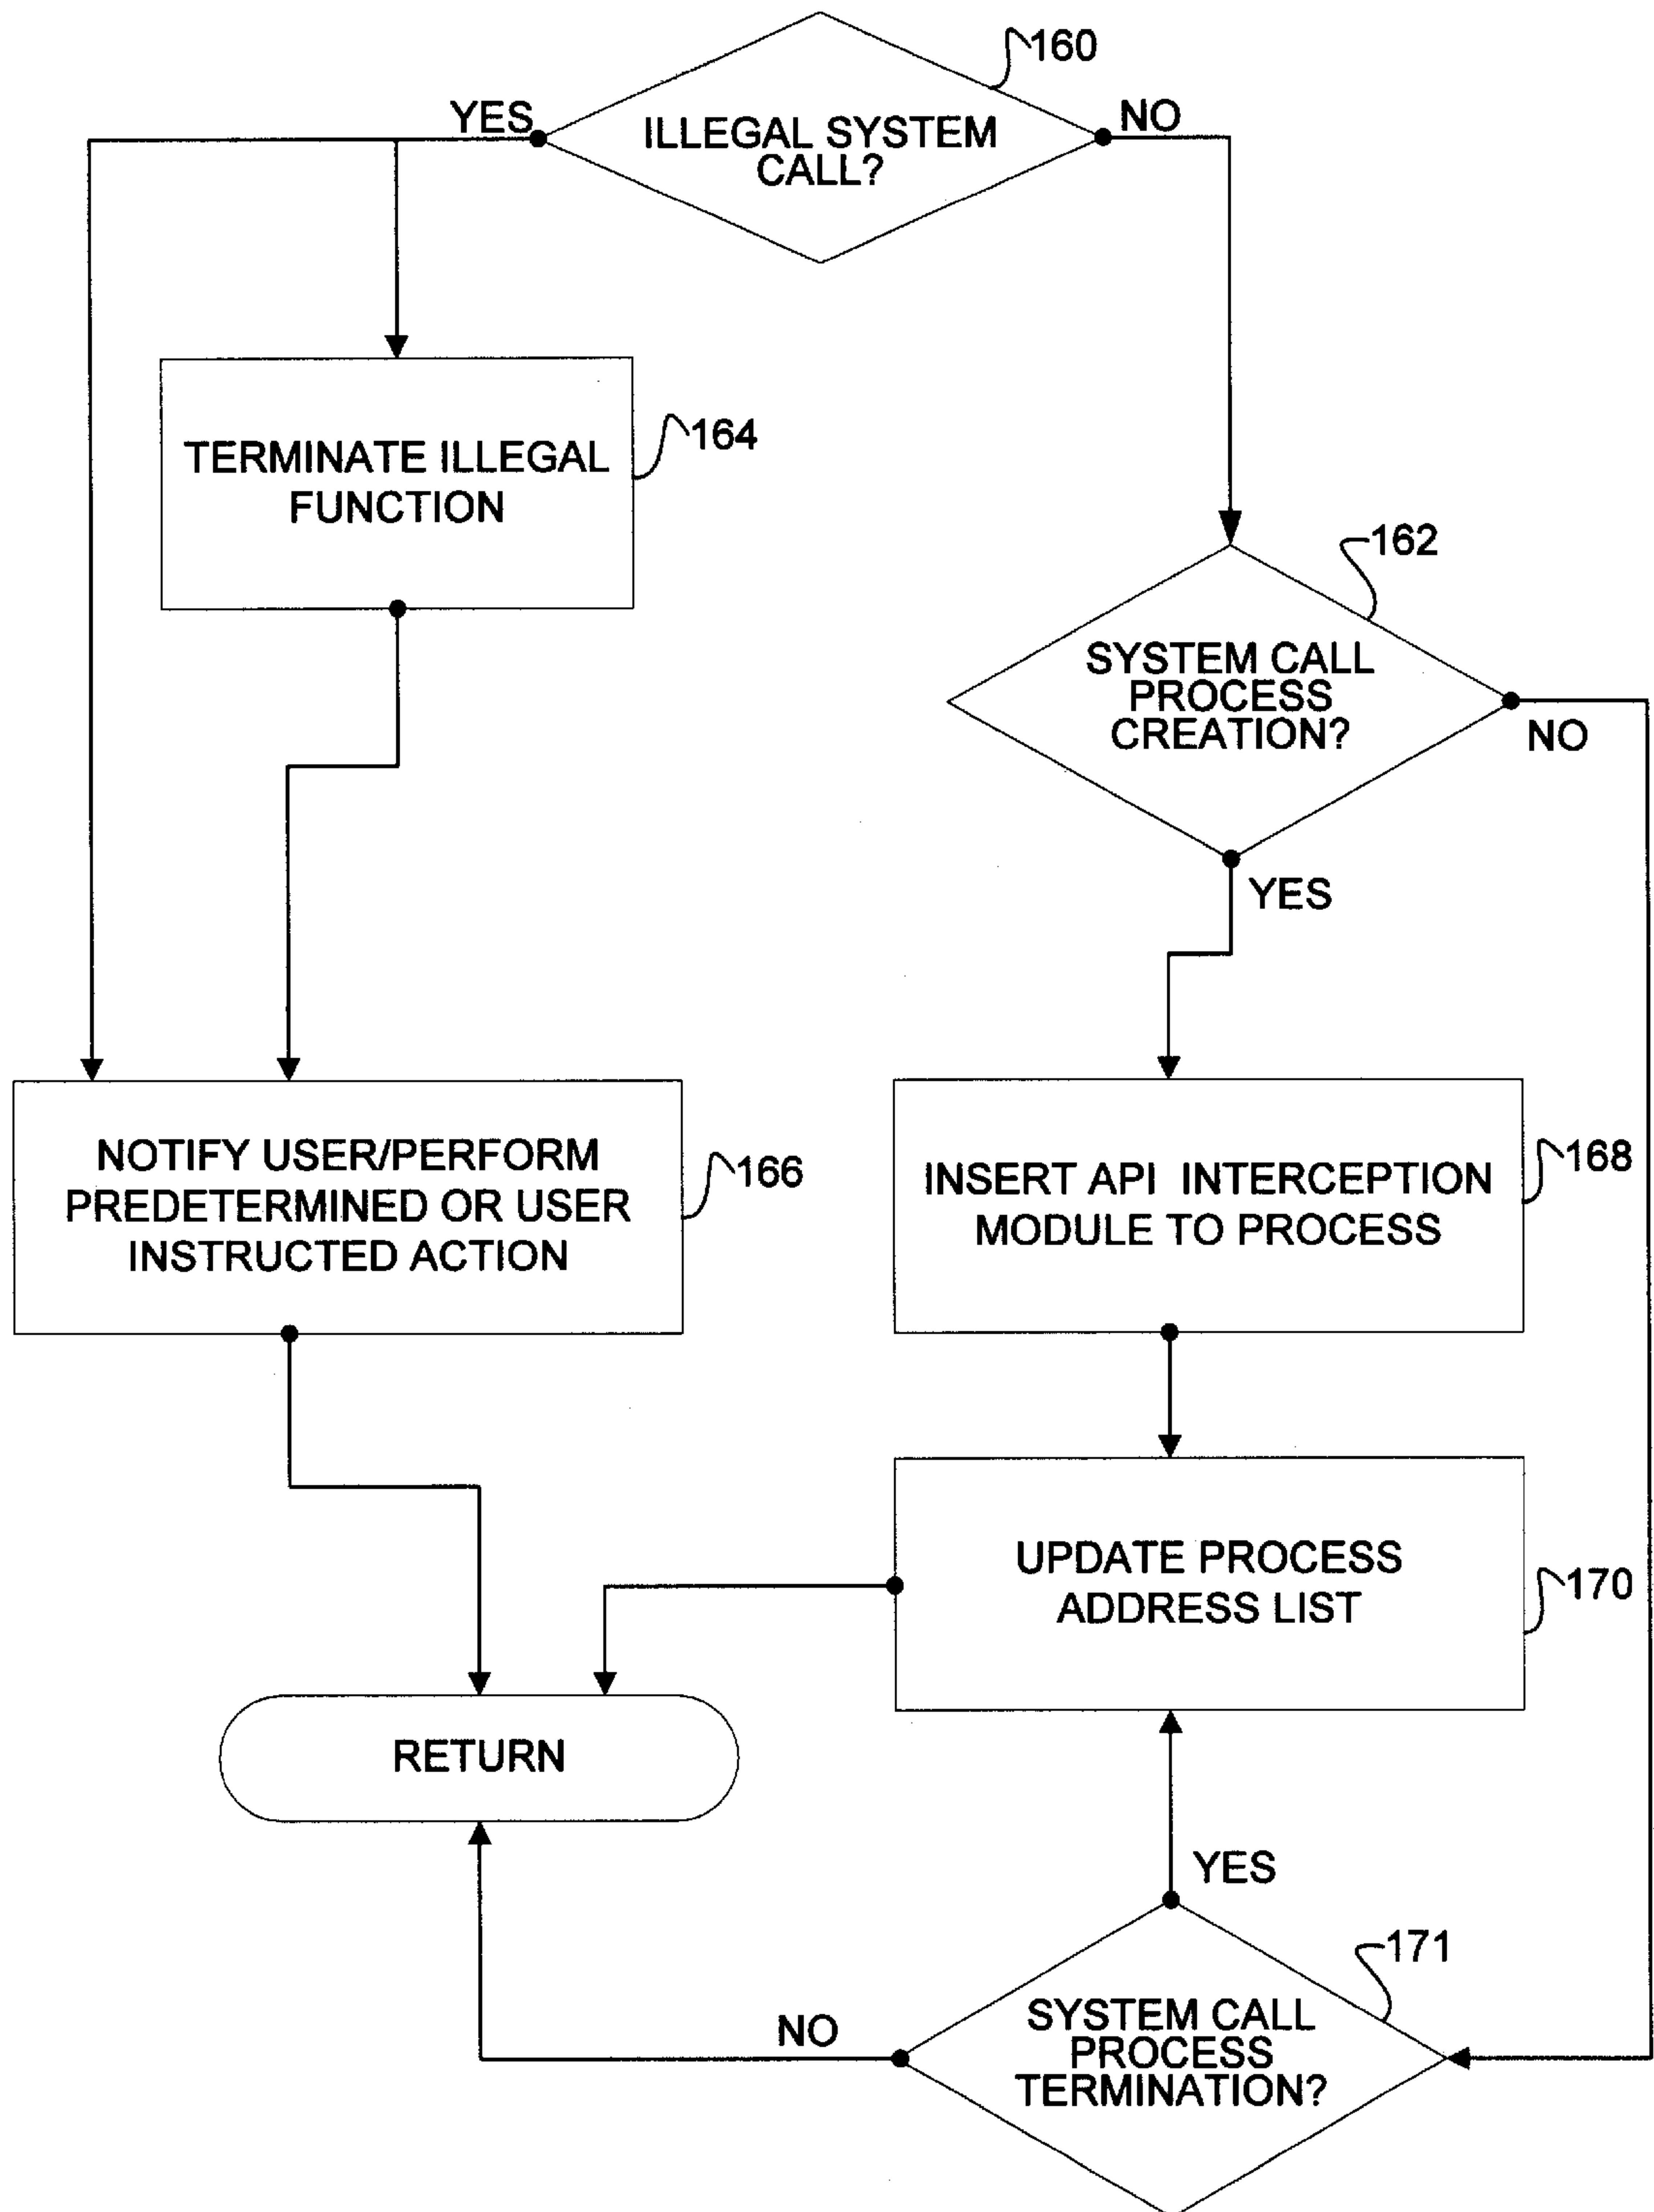 160
YES
NO
ILLEGAL SYSTEM
CALL?
164
TERMINATE ILLEGAL
FUNCTION
162
SYSTEM CALL
PROCESS
CREATION?
NO
YES
NOTIFY USER/PERFORM
PREDETERMINED OR USER
INSTRUCTED ACTION
166
INSERT API INTERCEPTION
MODULE TO PROCESS
168
UPDATE PROCESS
ADDRESS LIST
170
RETURN
YES
171
NO
SYSTEM CALL
PROCESS
TERMINATION?